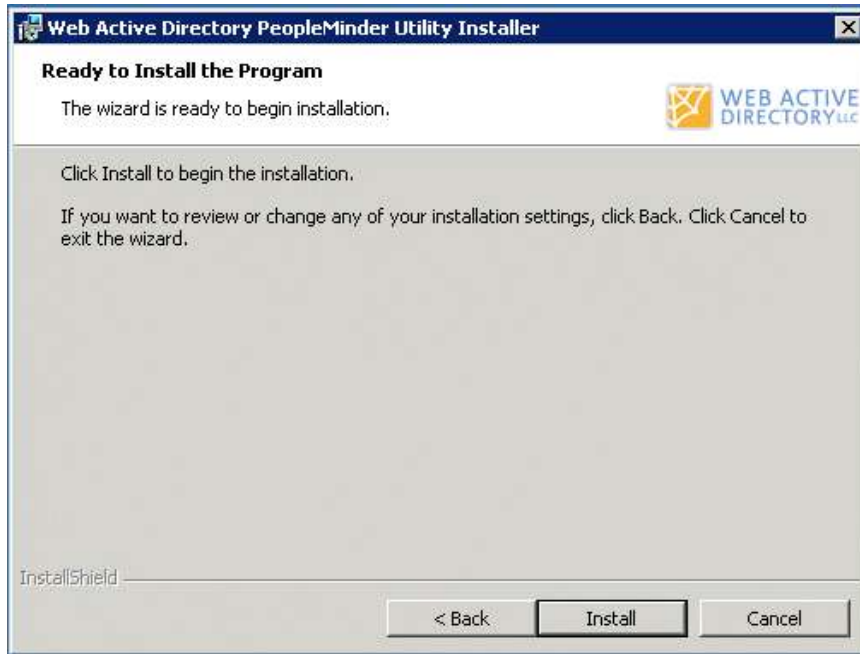 Web Active Directory PeopleMinder Utility Installer
Ready to Install the Program
The wizard is ready to begin installation.
WEB ACTIVE
DIRECTORY LLC
Click Install to begin the installation.
If you want to review or change any of your installation settings, click Back. Click Cancel to
exit the wizard.
InstallShield
< Back Install Cancel